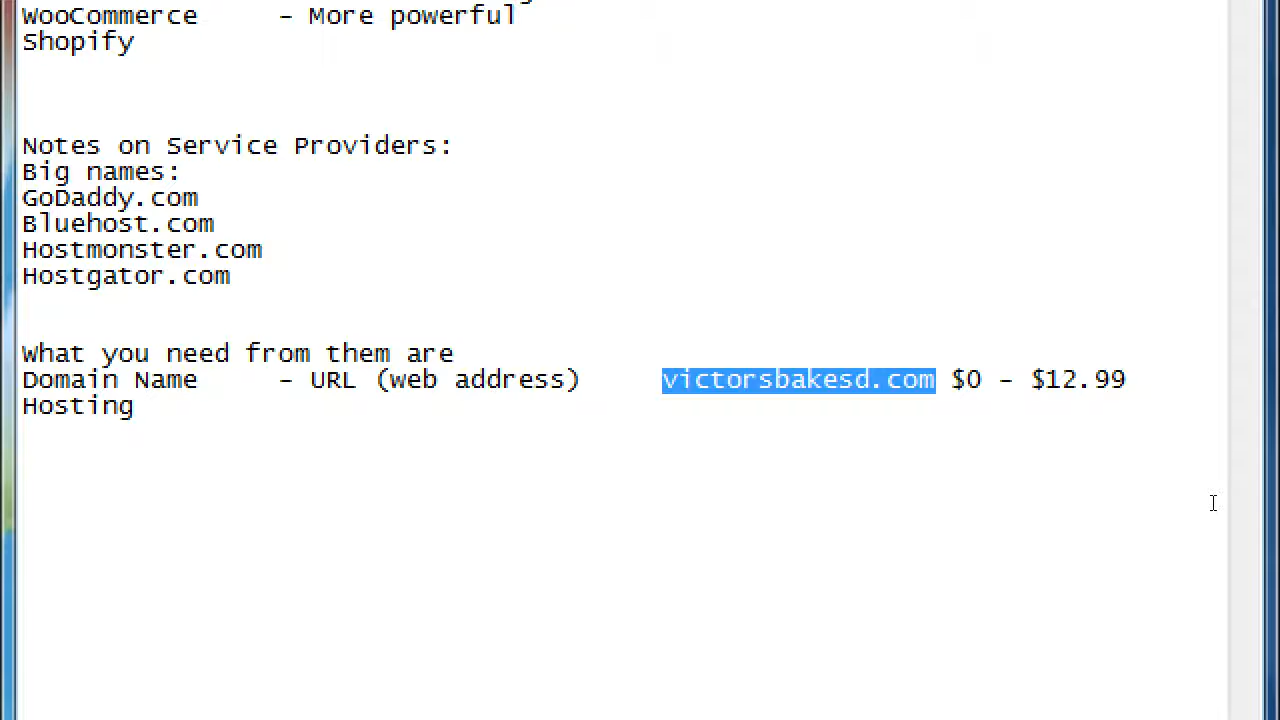 WooCommerce - More powerful
Shopify
Notes on Service Providers:
Big names:
GoDaddy.com
Bluehost.com
Hostmonster.com
Hostgator.com
What you need from them are
Domain Name - URL (web address) victorsbakesd.com $0 - $12.99
Hosting